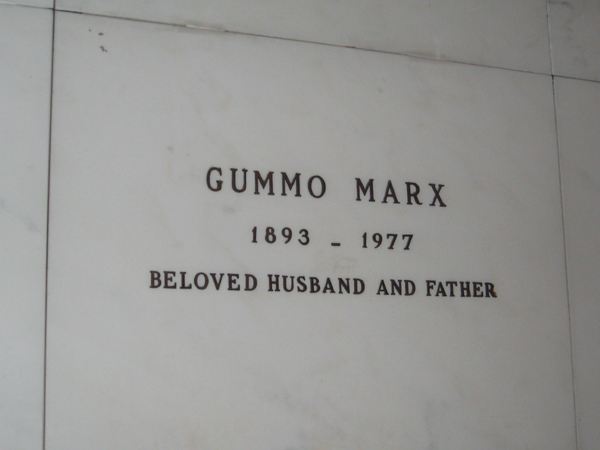 GUMMO MARX
1893 - 1977
BELOVED HUSBAND AND FATHER